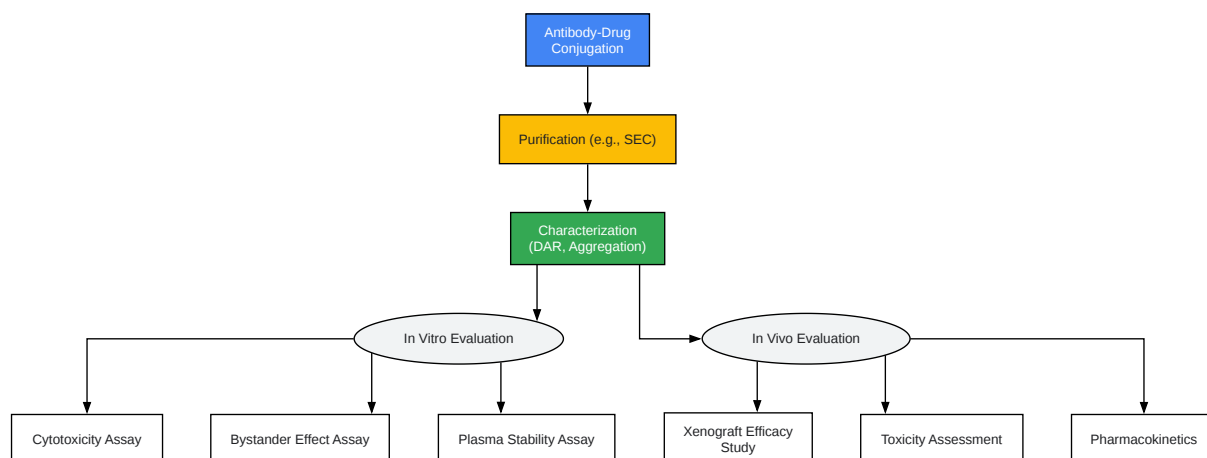 Antibody-Drug
Conjugation
Purification (e.g., SEC)
Characterization
(DAR, Aggregation)
In Vitro Evaluation
In Vivo Evaluation
Cytotoxicity Assay
Bystander Effect Assay
Plasma Stability Assay
Xenograft Efficacy
Study
Toxicity Assessment
Pharmacokinetics